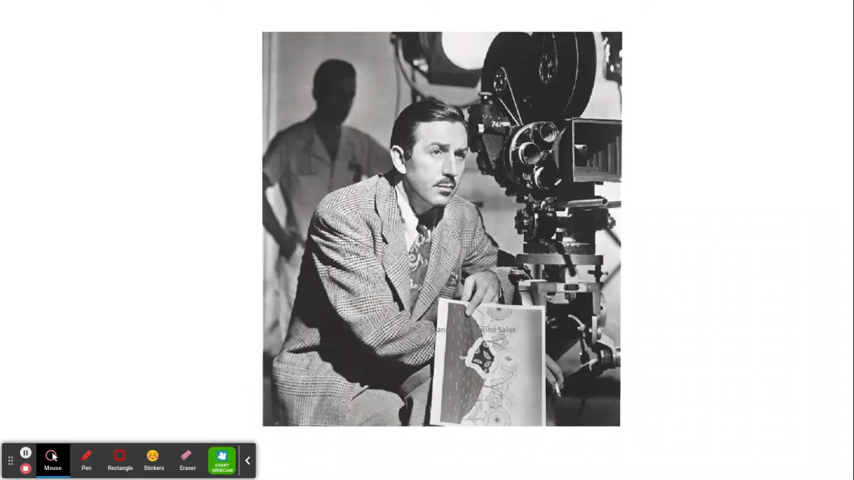 Mouse
Pen
Rectangle
Stickers
Eraser
START
WEBCAM